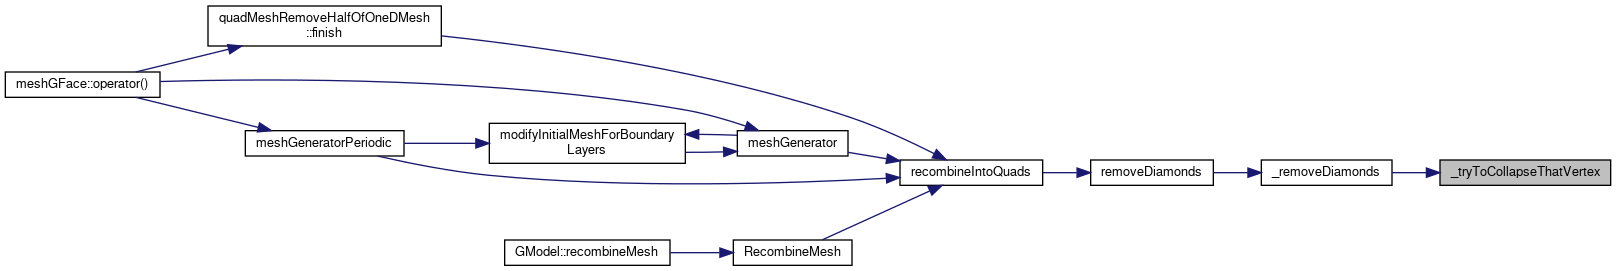 quadMeshRemoveHalfOfOneDMesh
::finish
meshGFace::operator()
meshGeneratorPeriodic
modifyInitialMeshForBoundary
Layers
meshGenerator
recombineIntoQuads
removeDiamonds
_removeDiamonds
_tryToCollapseThatVertex
GModel::recombineMesh
RecombineMesh